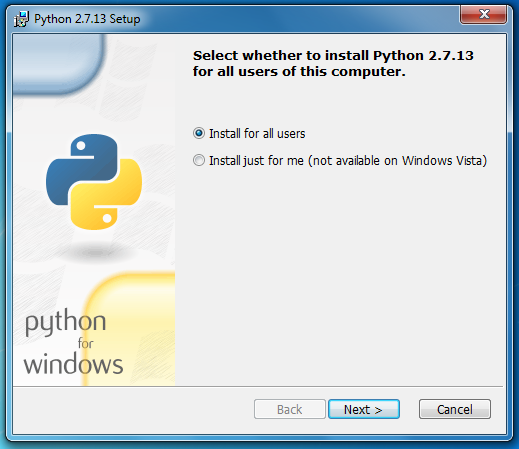 Python 2.7.13 Setup
Select whether to install Python 2.7.13
for all users of this computer.
Install for all users
Install just for me (not available on Windows Vista)
python
for
windows
Back
Next >
Cancel